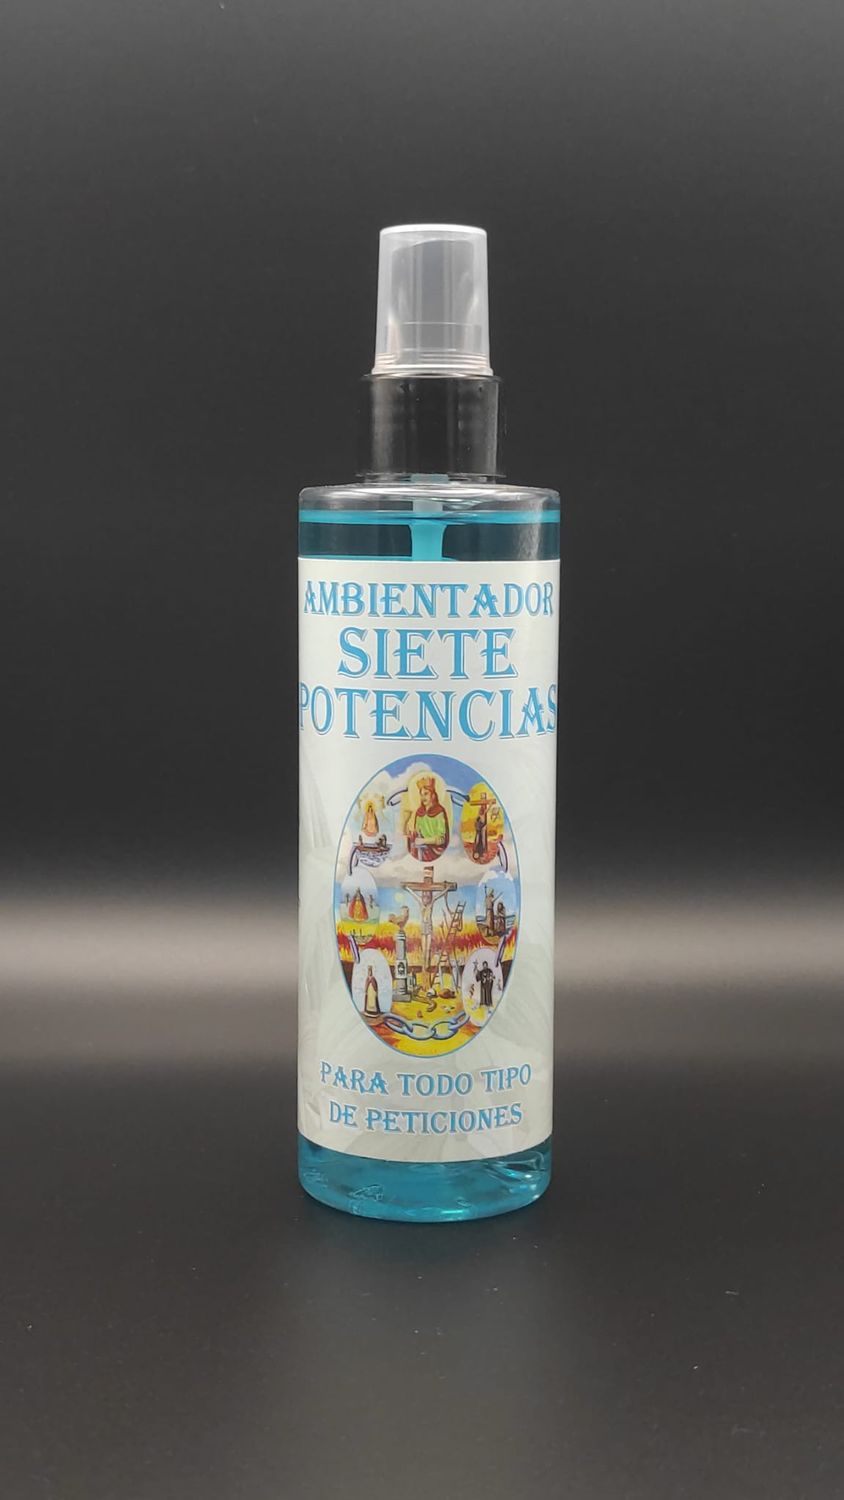 AMBIENTADOR
SIETE
POTENCIAS
PARA TODO TIPO
DE PETICIONES